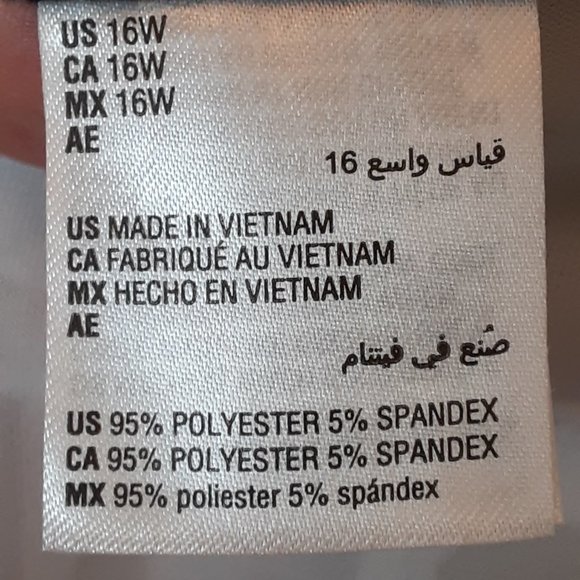 US 16W
CA 16W
MX 16W
AE
قياس واسع 16
US MADE IN VIETNAM
CA FABRIQUÉ AU VIETNAM
MX HECHO EN VIETNAM
AE
صُنع في فيتنام
US 95% POLYESTER 5% SPANDEX
CA 95% POLYESTER 5% SPANDEX
MX 95% poliester 5% spándex